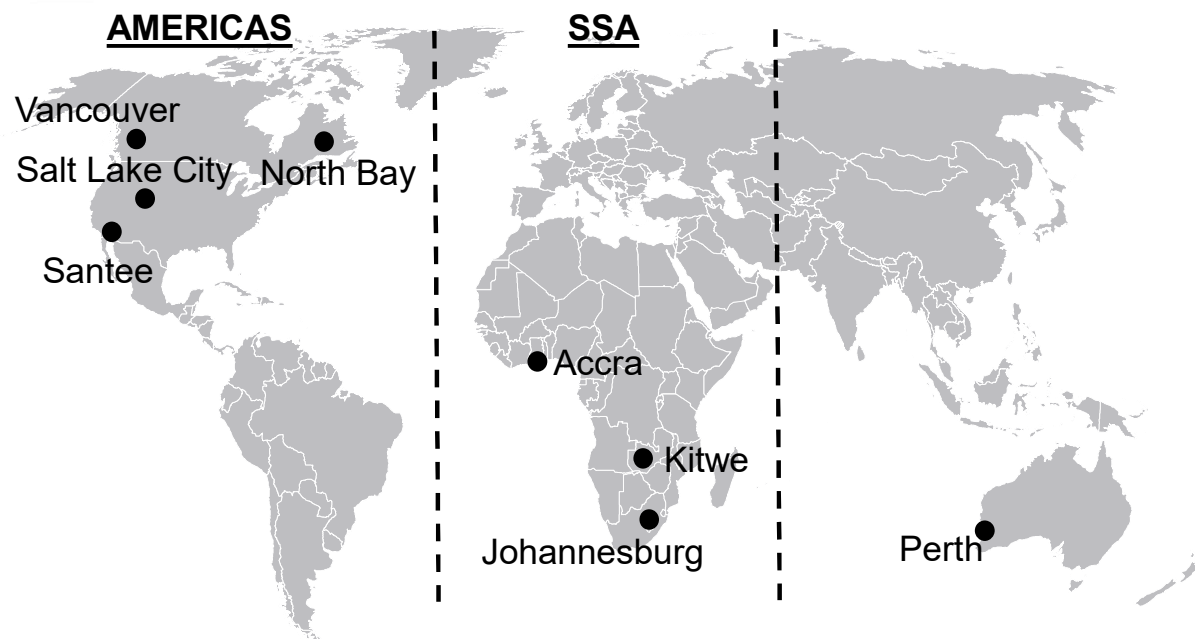 AMERICAS
SSA
Vancouver
Salt Lake City
North Bay
Santee
Accra
Kitwe
Johannesburg
Perth